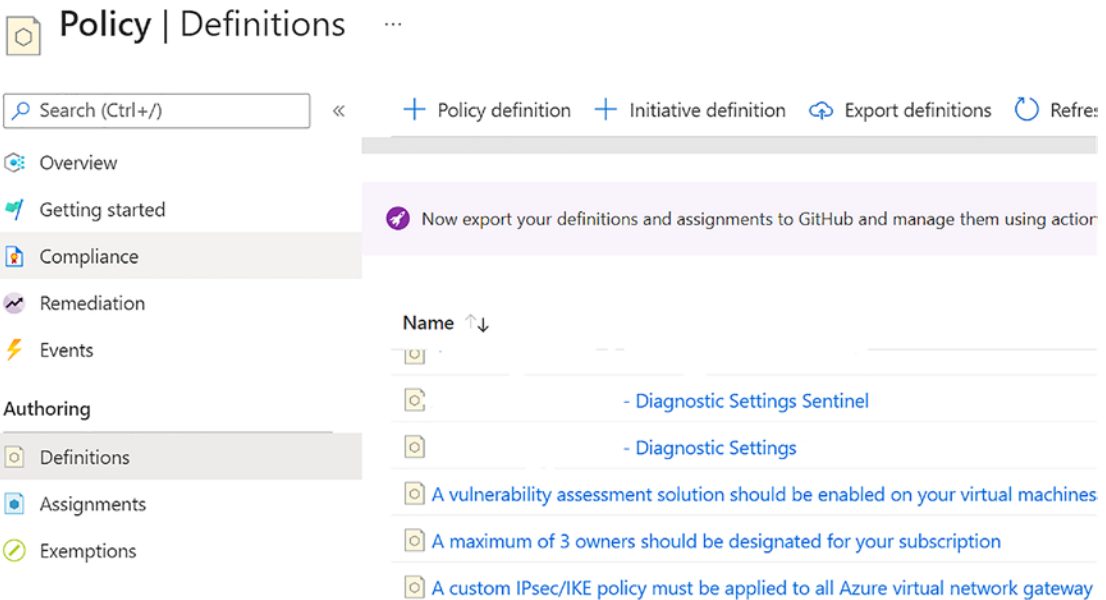 Policy | Definitions ...
Search (Ctrl+/) «
+ Policy definition + Initiative definition Export definitions Refres
Overview
Getting started
Compliance
Remediation
Events
Authoring
Definitions
Assignments
Exemptions
Now export your definitions and assignments to GitHub and manage them using action
Name ↑↓
- Diagnostic Settings Sentinel
- Diagnostic Settings
A vulnerability assessment solution should be enabled on your virtual machines
A maximum of 3 owners should be designated for your subscription
A custom IPsec/IKE policy must be applied to all Azure virtual network gateway